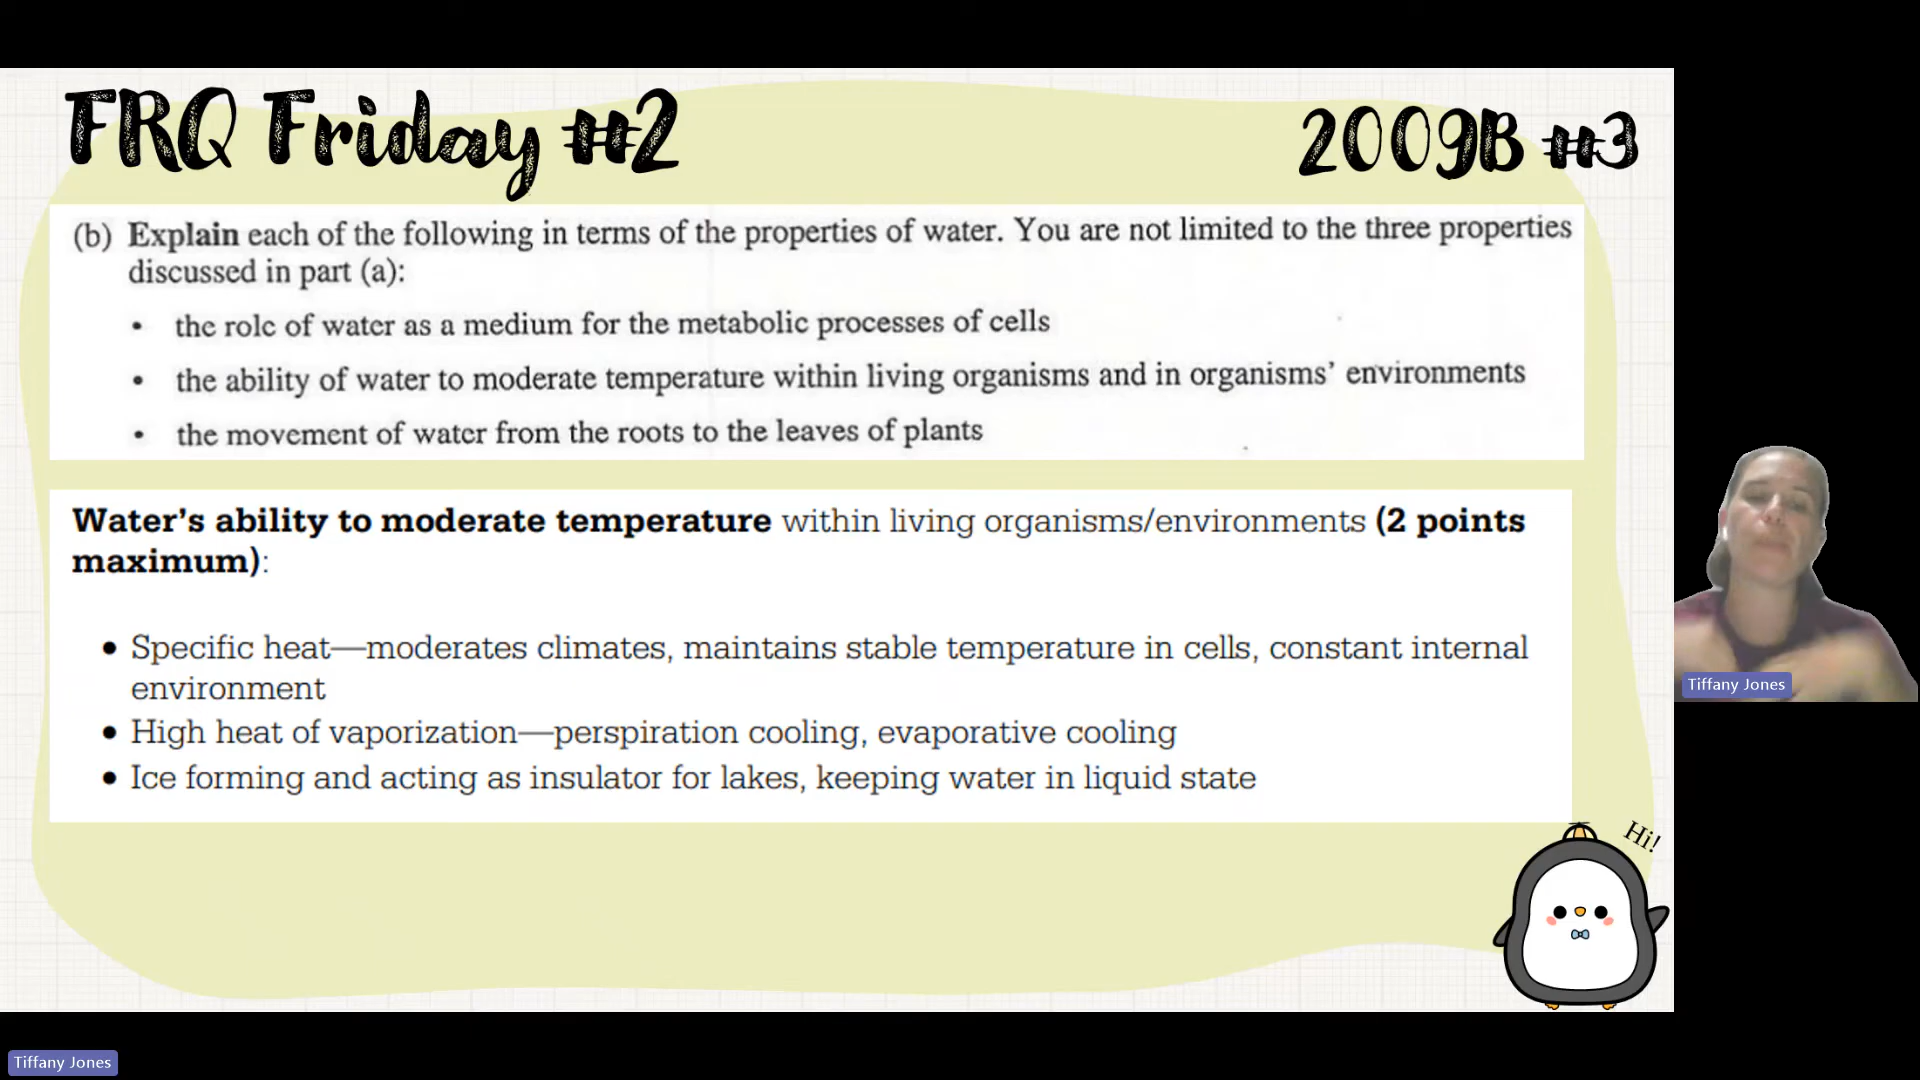 FRQ Friday #2
2009B #3
(b) Explain each of the following in terms of the properties of water. You are not limited to the three properties
discussed in part (a):
• the role of water as a medium for the metabolic processes of cells
• the ability of water to moderate temperature within living organisms and in organisms' environments
• the movement of water from the roots to the leaves of plants
Water's ability to moderate temperature within living organisms/environments (2 points
maximum):
• Specific heat—moderates climates, maintains stable temperature in cells, constant internal
environment
• High heat of vaporization—perspiration cooling, evaporative cooling
• Ice forming and acting as insulator for lakes, keeping water in liquid state
Hi!
Tiffany Jones
Tiffany Jones